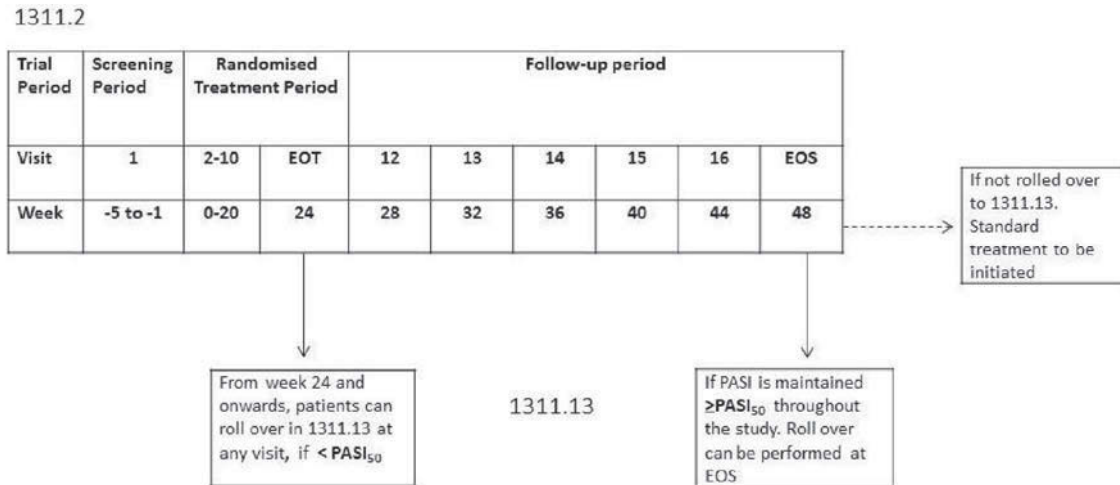 1311.2
Trial Period Screening Period Randomised Treatment Period Follow-up period
Visit 1 2-10 EOT 12 13 14 15 16 EOS
Week -5 to -1 0-20 24 28 32 36 40 44 48
If not rolled over
to 1311.13.
Standard
treatment to be
initiated
From week 24 and
onwards, patients can
roll over in 1311.13 at
any visit, if < PASI50
1311.13
If PASI is maintained
≥PASI50 throughout
the study. Roll over
can be performed at
EOS